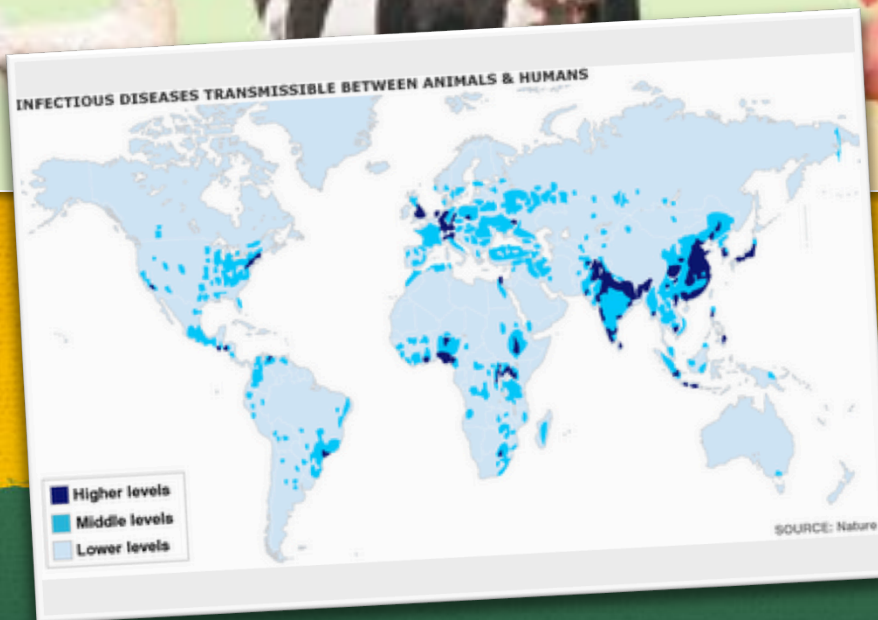 INFECTIOUS DISEASES TRANSMISSIBLE BETWEEN ANIMALS & HUMANS
Higher levels
Middle levels
Lower levels
SOURCE: Nature